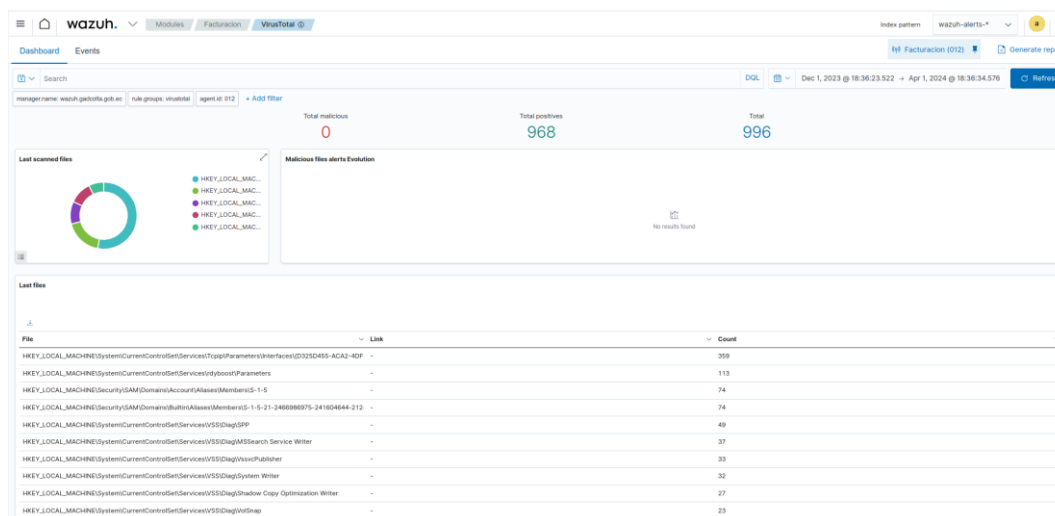 wazuh. Modules Facturacion VirusTotal Index pattern wazuh-alerts-* a
Dashboard Events Facturacion (012) Generate rep
Search DQL Dec 1, 2023 @ 18:36:23.522 → Apr 1, 2024 @ 18:36:34.576 Refres
manager.name: wazuh.gadsalta.gob.ec rule.groups: virustotal agent.id: 012 + Add filter
Total malicious Total positives Total
0 968 996
Last scanned files Malicious files alerts Evolution
HKEY_LOCAL_MAC...
HKEY_LOCAL_MAC...
HKEY_LOCAL_MAC...
HKEY_LOCAL_MAC...
HKEY_LOCAL_MAC...
No results found
Last files
File Link Count
HKEY_LOCAL_MACHINE\System\CurrentControlSet\Services\Tcpip\Parameters\Interfaces\{D325D455-ACA2-4DF - 359
HKEY_LOCAL_MACHINE\System\CurrentControlSet\Services\rdyboost\Parameters - 113
HKEY_LOCAL_MACHINE\Security\SAM\Domains\Account\Aliases\Members\S-1-5 - 74
HKEY_LOCAL_MACHINE\Security\SAM\Domains\Builtin\Aliases\Members\S-1-5-21-2466986975-241604644-212 - 74
HKEY_LOCAL_MACHINE\System\CurrentControlSet\Services\VSS\Diag\SPP - 49
HKEY_LOCAL_MACHINE\System\CurrentControlSet\Services\VSS\Diag\MSSearch Service Writer - 37
HKEY_LOCAL_MACHINE\System\CurrentControlSet\Services\VSS\Diag\VssvcPublisher - 33
HKEY_LOCAL_MACHINE\System\CurrentControlSet\Services\VSS\Diag\System Writer - 32
HKEY_LOCAL_MACHINE\System\CurrentControlSet\Services\VSS\Diag\Shadow Copy Optimization Writer - 27
HKEY_LOCAL_MACHINE\System\CurrentControlSet\Services\VSS\Diag\VolSnap - 23